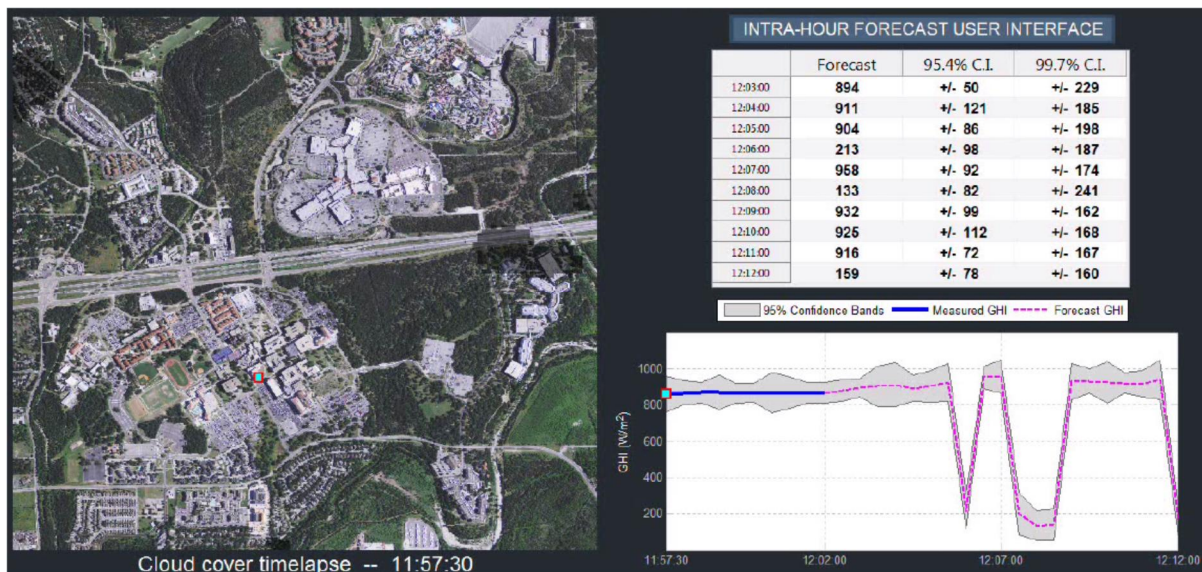 INTRA-HOUR FORECAST USER INTERFACE
Forecast 95.4% C.I. 99.7% C.I.
12:03:00 894 +/- 50 +/- 229
12:04:00 911 +/- 121 +/- 185
12:05:00 904 +/- 86 +/- 198
12:06:00 213 +/- 98 +/- 187
12:07:00 958 +/- 92 +/- 174
12:08:00 133 +/- 82 +/- 241
12:09:00 932 +/- 99 +/- 162
12:10:00 925 +/- 112 +/- 168
12:11:00 916 +/- 72 +/- 167
12:12:00 159 +/- 78 +/- 160
95% Confidence Bands Measured GHI Forecast GHI
1000
800
600
400
200
GHI (W/m²)
11:57:30 12:02:00 12:07:00 12:12:00
Cloud cover timelapse -- 11:57:30